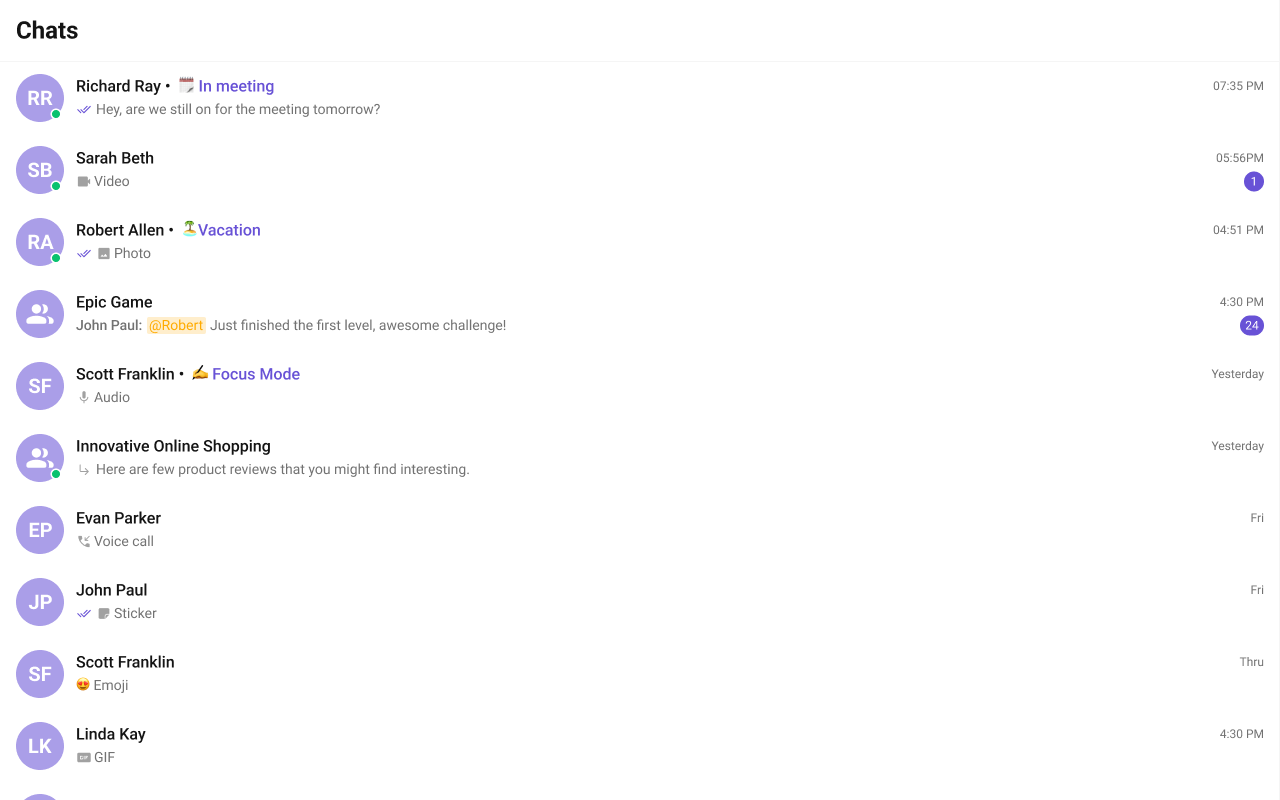 Chats
RR
Richard Ray • 🗓️ In meeting
07:35 PM
Hey, are we still on for the meeting tomorrow?
SB
Sarah Beth
05:56PM
Video
1
RA
Robert Allen • 🏝️Vacation
04:51 PM
Photo
Epic Game
4:30 PM
John Paul: @Robert Just finished the first level, awesome challenge!
24
SF
Scott Franklin • ✍️ Focus Mode
Yesterday
Audio
Innovative Online Shopping
Yesterday
Here are few product reviews that you might find interesting.
EP
Evan Parker
Fri
Voice call
JP
John Paul
Fri
Sticker
SF
Scott Franklin
Thru
😍 Emoji
LK
Linda Kay
4:30 PM
GIF GIF